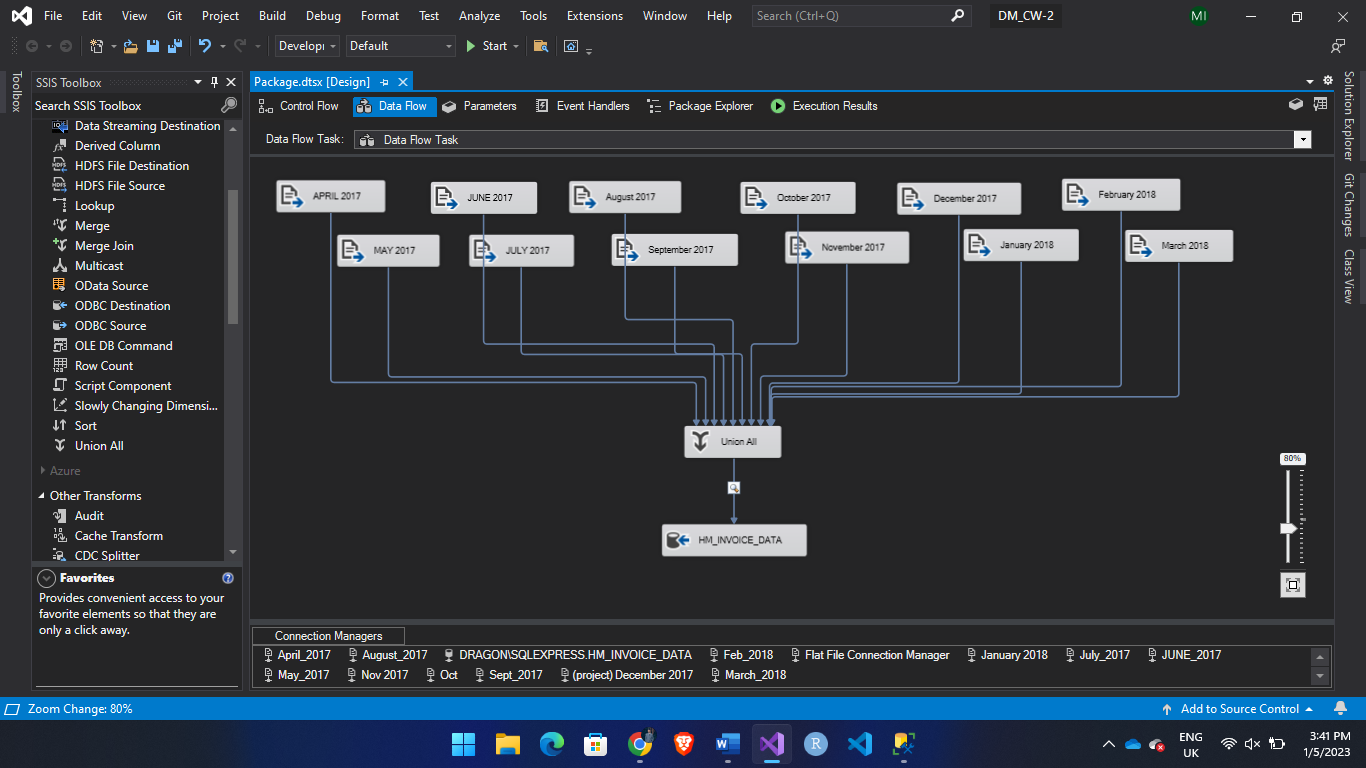 File Edit View Git Project Build Debug Format Test Analyze Tools Extensions Window Help Search (Ctrl+Q) DM_CW-2 MI
Developi Default Start
Toolbox
SSIS Toolbox
Search SSIS Toolbox
Data Streaming Destination
Derived Column
HDFS File Destination
HDFS File Source
Lookup
Merge
Merge Join
Multicast
OData Source
ODBC Destination
ODBC Source
OLE DB Command
Row Count
Script Component
Slowly Changing Dimensi...
Sort
Union All
Azure
Other Transforms
Audit
Cache Transform
CDC Splitter
Favorites
Provides convenient access to your
favorite elements so that they are
only a click away.
Package.dtsx [Design]
Control Flow Data Flow Parameters Event Handlers Package Explorer Execution Results
Data Flow Task: Data Flow Task
APRIL 2017 JUNE 2017 August 2017 October 2017 December 2017 February 2018
MAY 2017 JULY 2017 September 2017 November 2017 January 2018 March 2018
Union All
HM_INVOICE_DATA
80%
Connection Managers
April_2017 August_2017 DRAGON\SQLEXPRESS.HM_INVOICE_DATA Feb_2018 Flat File Connection Manager January 2018 July_2017 JUNE_2017
May_2017 Nov 2017 Oct Sept_2017 (project) December 2017 March_2018
Solution Explorer
Git Changes
Class View
Zoom Change: 80% Add to Source Control
ENG
UK
3:41 PM
1/5/2023